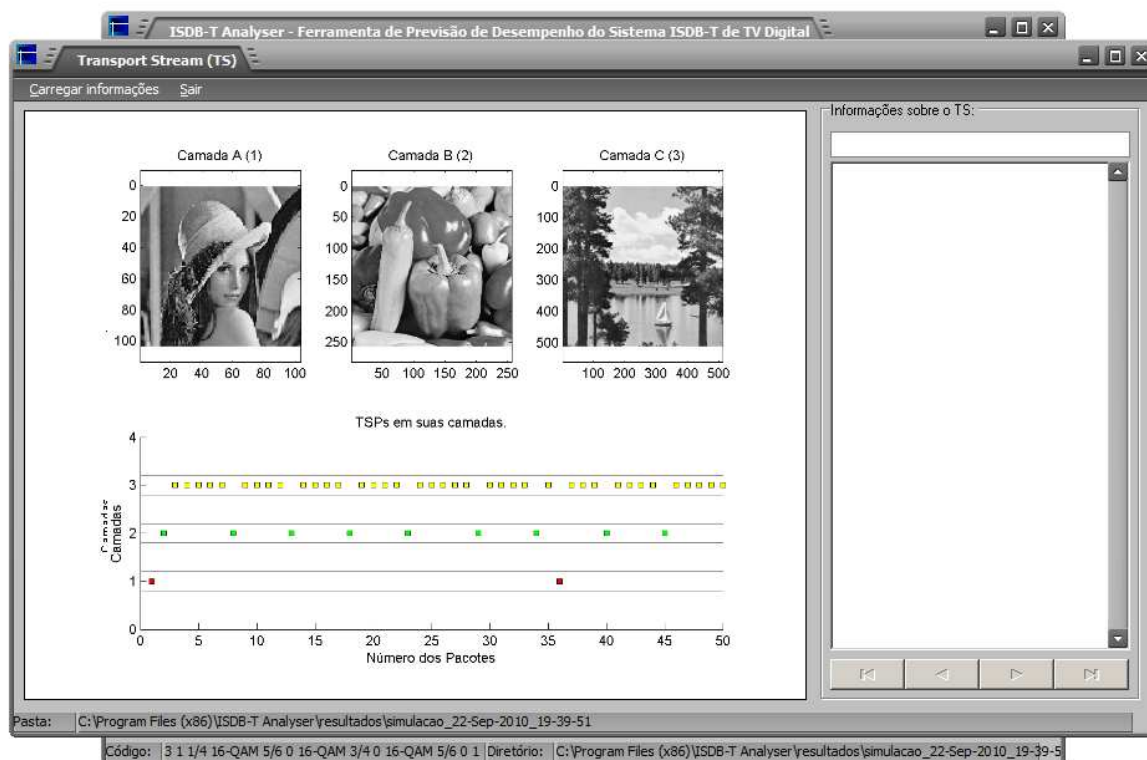 ISDB-T Analyser - Ferramenta de Previsão de Desempenho do Sistema ISDB-T de TV Digital
Transport Stream (TS)
Carregar informações Sair
Informações sobre o TS:
Camada A (1) Camada B (2) Camada C (3)
0
20
40
60
80
100
20 40 60 80 100
0
50
100
150
200
250
50 100 150 200 250
0
100
200
300
400
500
100 200 300 400 500
TSPs em suas camadas.
4
3
2
1
0
Camadas
Camadas
0 5 10 15 20 25 30 35 40 45 50
Número dos Pacotes
Pasta: C:\Program Files (x86)\ISDB-T Analyser\resultados\simulacao_22-Sep-2010_19-39-51
Código: 3 1 1/4 16-QAM 5/6 0 16-QAM 3/4 0 16-QAM 5/6 0 1 Diretório: C:\Program Files (x86)\ISDB-T Analyser\resultados\simulacao_22-Sep-2010_19-39-5